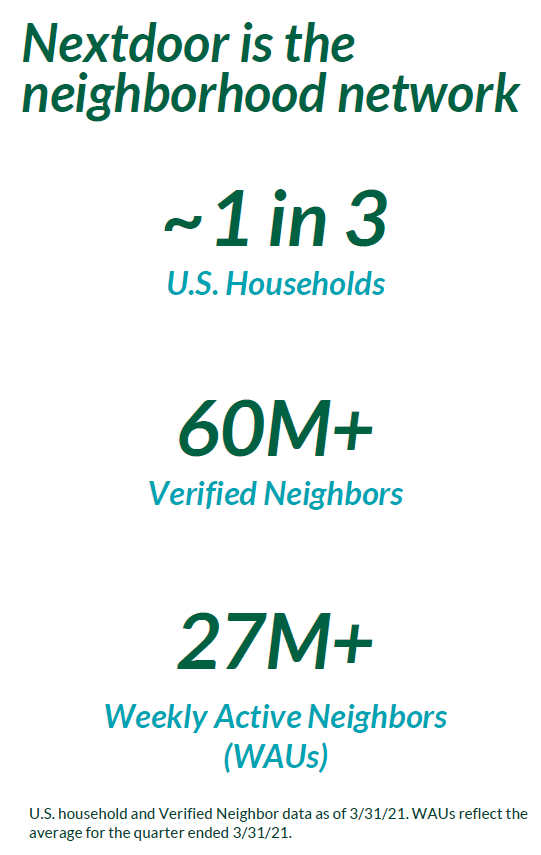 Nextdoor is the
neighborhood network
~1 in 3
U.S. Households
60M+
Verified Neighbors
27M+
Weekly Active Neighbors
(WAUs)
U.S. household and Verified Neighbor data as of 3/31/21. WAUs reflect the
average for the quarter ended 3/31/21.